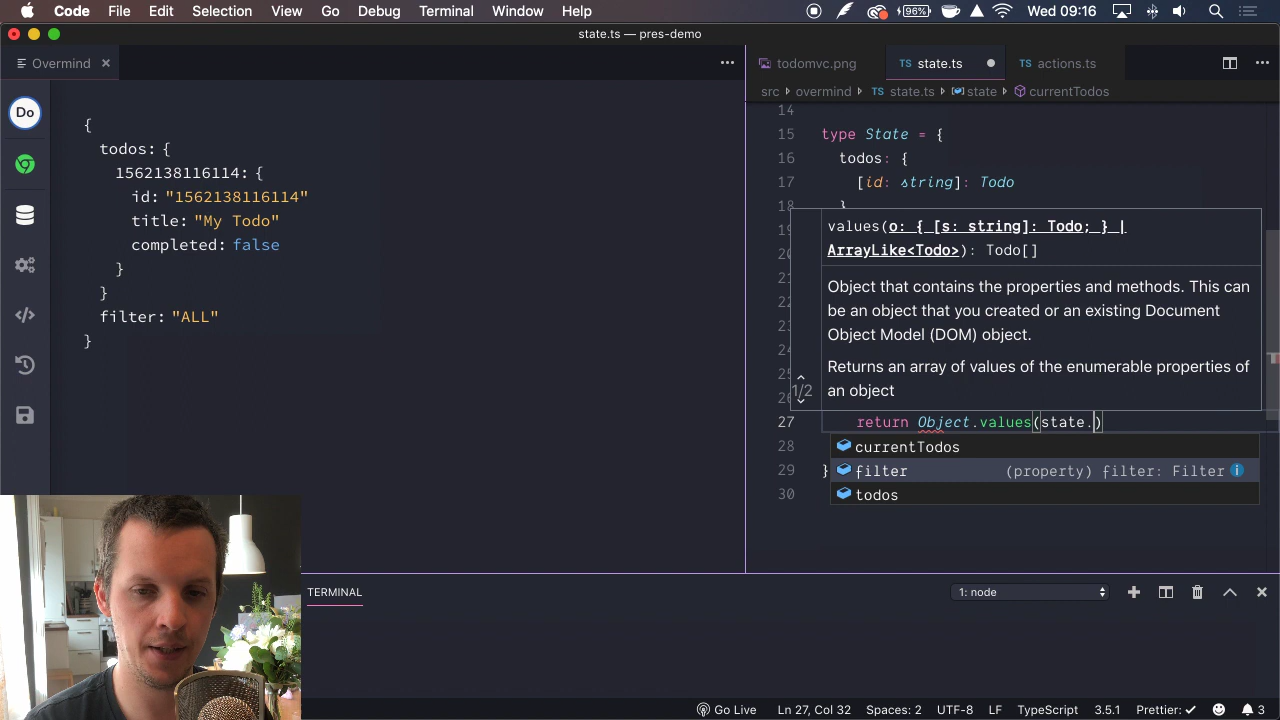 Code File Edit Selection View Go Debug Terminal Window Help 96% Wed 09:16
state.ts — pres-demo
Overmind
todomvc.png
TS state.ts
TS actions.ts
src overmind TS state.ts state currentTodos
Do
{
todos: {
1562138116114: {
id: "1562138116114"
title: "My Todo"
completed: false
}
}
filter: "ALL"
}
14
15 type State = {
16 todos: {
17 [id: string]: Todo
18 }
values(o: { [s: string]: Todo; } |
ArrayLike<Todo>): Todo[]
Object that contains the properties and methods. This can
be an object that you created or an existing Document
Object Model (DOM) object.
Returns an array of values of the enumerable properties of
an object
1/2
27 return Object.values(state.)
28
29 }
30
currentTodos
filter (property) filter: Filter
todos
TERMINAL
1: node
Go Live Ln 27, Col 32 Spaces: 2 UTF-8 LF TypeScript 3.5.1 Prettier: ✓ 3